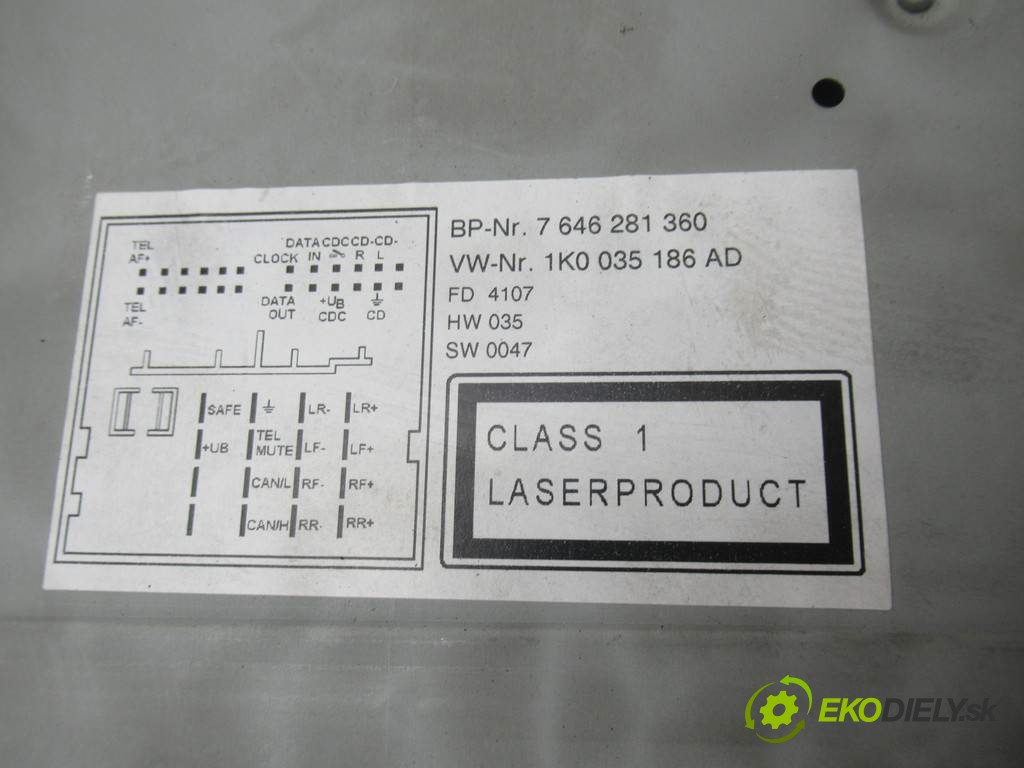 TEL
AF+
DATA CDC CD- CD-
CLOCK IN R L
TEL
AF-
DATA +UB
OUT CDC CD
SAFE LR- LR+
+UB TEL
MUTE LF- LF+
CAN/L RF- RF+
CAN/H RR- RR+
BP-Nr. 7 646 281 360
VW-Nr. 1K0 035 186 AD
FD 4107
HW 035
SW 0047
CLASS 1
LASERPRODUCT
EKODIELY.sk